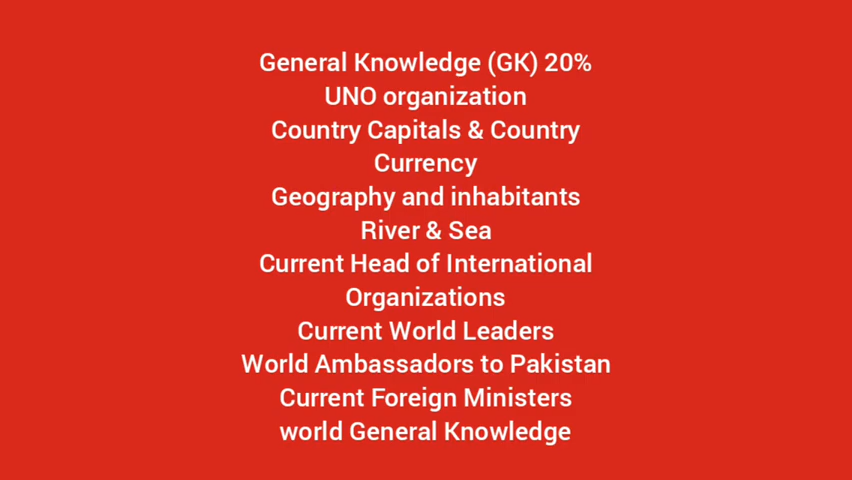 General Knowledge (GK) 20%
UNO organization
Country Capitals & Country
Currency
Geography and inhabitants
River & Sea
Current Head of International
Organizations
Current World Leaders
World Ambassadors to Pakistan
Current Foreign Ministers
world General Knowledge